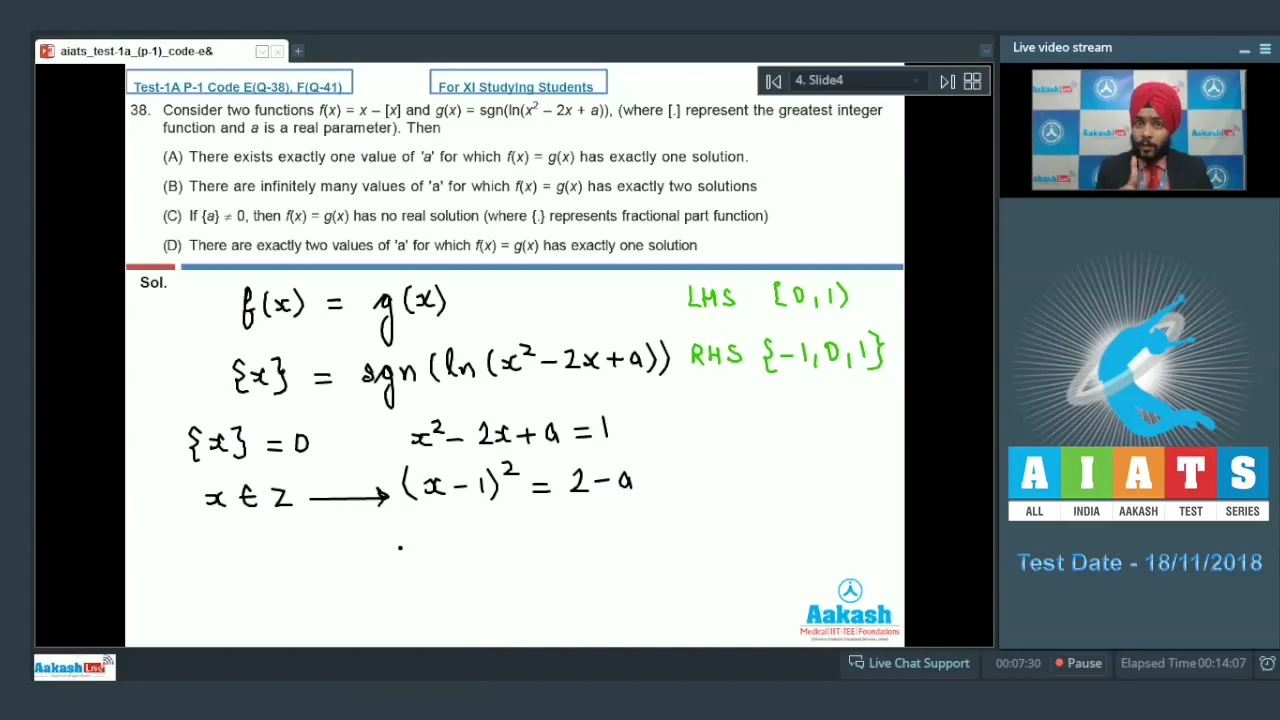 aiats_test-1a_(p-1)_code-e&
Live video stream
Test-1A P-1 Code E(Q-38), F(Q-41)
For XI Studying Students
4. Slide4
38. Consider two functions f(x) = x – [x] and g(x) = sgn(ln(x² – 2x + a)), (where [.] represent the greatest integer
function and a is a real parameter). Then
(A) There exists exactly one value of 'a' for which f(x) = g(x) has exactly one solution.
(B) There are infinitely many values of 'a' for which f(x) = g(x) has exactly two solutions
(C) If {a} ≠ 0, then f(x) = g(x) has no real solution (where {.} represents fractional part function)
(D) There are exactly two values of 'a' for which f(x) = g(x) has exactly one solution
Sol.
f(x) = g(x)
LHS [0,1)
{x} = sgn(ln(x² – 2x + a))
RHS {-1,0,1}
{x} = 0
x² – 2x + a = 1
x ∈ Z ⟶ (x – 1)² = 2 – a
Aakash
Medical|IIT-JEE|Foundations
AIATS
ALL INDIA AAKASH TEST SERIES
Test Date - 18/11/2018
Aakash Live
Live Chat Support
00:07:30
Pause
Elapsed Time 00:14:07